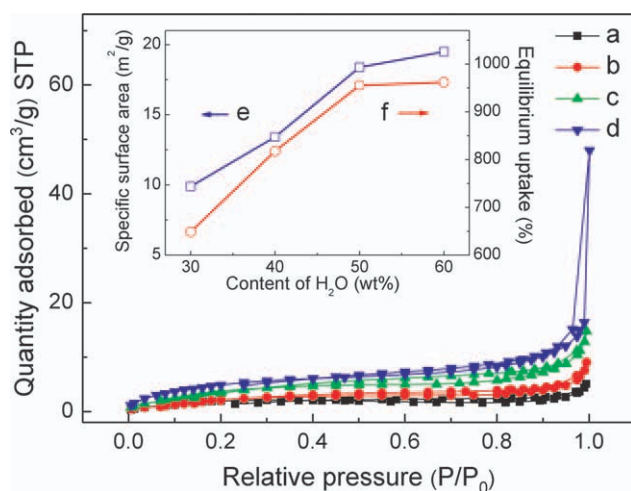 Quantity adsorbed (cm³/g) STP
60
40
20
0
0.0 0.2 0.4 0.6 0.8 1.0
Relative pressure (P/P₀)
a
b
c
d
Specific surface area (m²/g)
20
15
10
5
30 40 50 60
Content of H₂O (wt%)
e
f
1000
900
800
700
600
Equilibrium uptake (%)